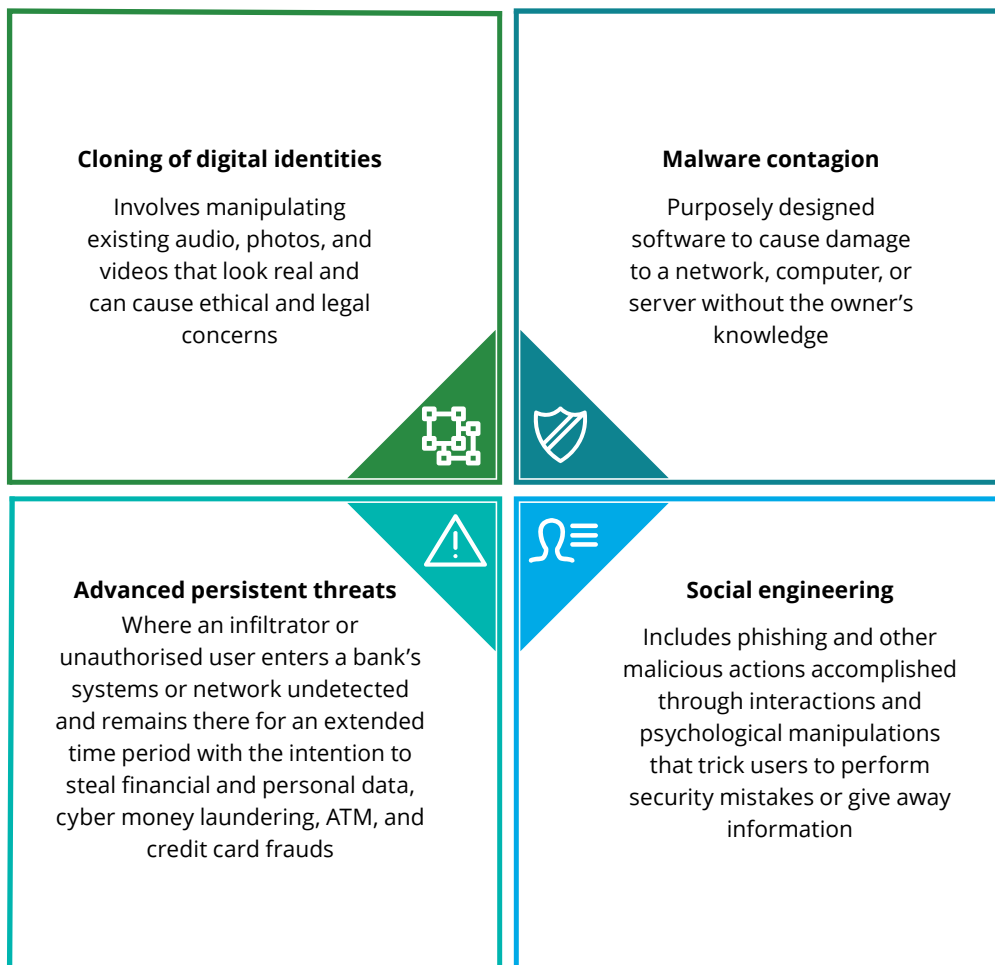 Cloning of digital identities
Involves manipulating
existing audio, photos, and
videos that look real and
can cause ethical and legal
concerns
Malware contagion
Purposely designed
software to cause damage
to a network, computer, or
server without the owner’s
knowledge
Advanced persistent threats
Where an infiltrator or
unauthorised user enters a bank’s
systems or network undetected
and remains there for an extended
time period with the intention to
steal financial and personal data,
cyber money laundering, ATM, and
credit card frauds
Social engineering
Includes phishing and other
malicious actions accomplished
through interactions and
psychological manipulations
that trick users to perform
security mistakes or give away
information